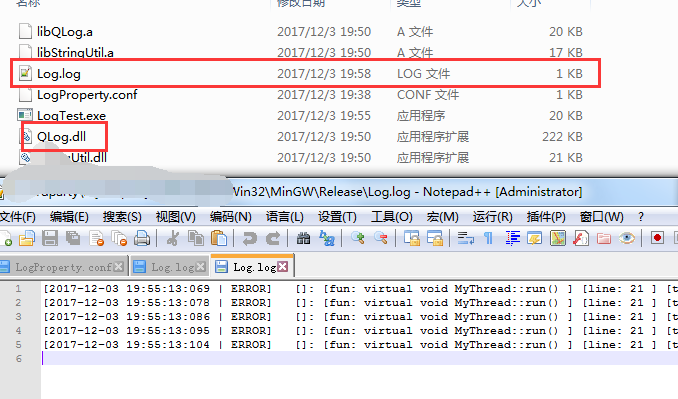 名称 修改日期 类型 大小
libQLog.a 2017/12/3 19:50 A 文件 20 KB
libStringUtil.a 2017/12/3 19:50 A 文件 17 KB
Log.log 2017/12/3 19:58 LOG 文件 1 KB
LogProperty.conf 2017/12/3 19:38 CONF 文件 1 KB
LogTest.exe 2017/12/3 19:55 应用程序 20 KB
QLog.dll 2017/12/3 19:50 应用程序扩展 222 KB
Util.dll 2017/12/3 19:50 应用程序扩展 21 KB
Win32\MinGW\Release\Log.log - Notepad++ [Administrator]
文件(F) 编辑(E) 搜索(S) 视图(V) 编码(N) 语言(L) 设置(T) 工具(O) 宏(M) 运行(R) 插件(P) 窗口(W) ?
LogProperty.conf Log.log Log.log
1 [2017-12-03 19:55:13:069 | ERROR] []: [fun: virtual void MyThread::run() ] [line: 21 ] [t
2 [2017-12-03 19:55:13:078 | ERROR] []: [fun: virtual void MyThread::run() ] [line: 21 ] [t
3 [2017-12-03 19:55:13:086 | ERROR] []: [fun: virtual void MyThread::run() ] [line: 21 ] [t
4 [2017-12-03 19:55:13:095 | ERROR] []: [fun: virtual void MyThread::run() ] [line: 21 ] [t
5 [2017-12-03 19:55:13:104 | ERROR] []: [fun: virtual void MyThread::run() ] [line: 21 ] [t
6